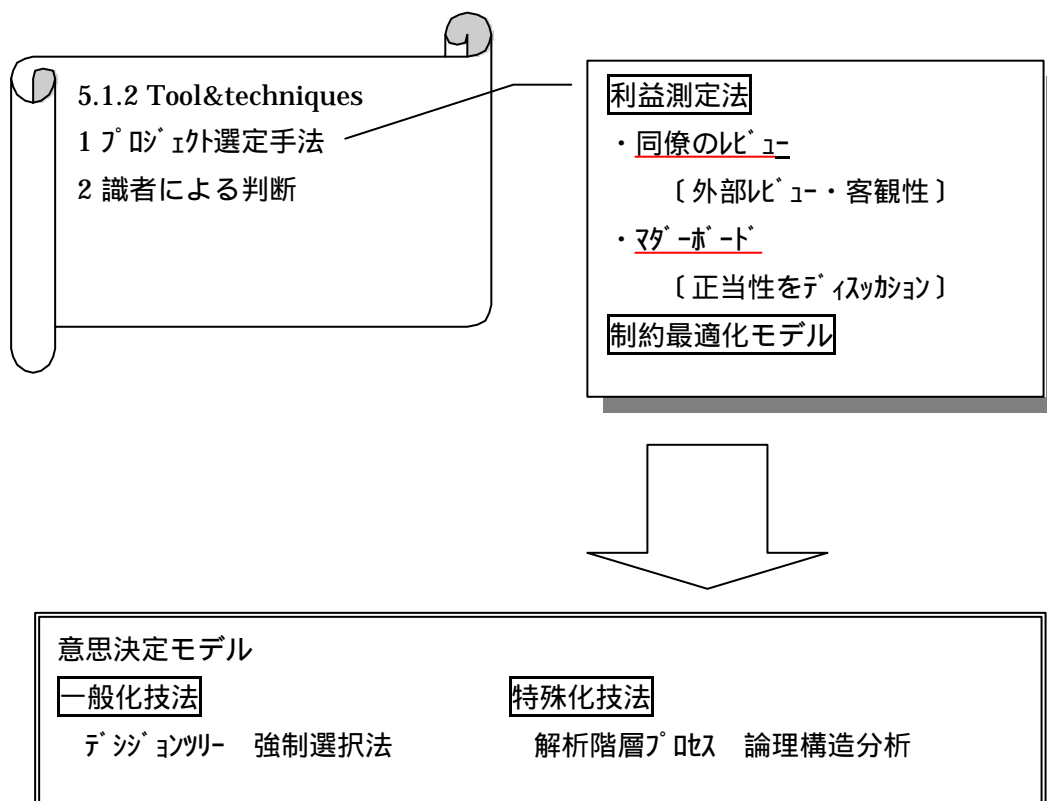 5.1.2 Tool&techniques
1 ﾌﾟﾛｼﾞｪｸﾄ選定手法
2 識者による判断
利益測定法
・同僚のﾚﾋﾞｭｰ
〔外部ﾚﾋﾞｭｰ・客観性〕
・ﾏﾀﾞｰﾎﾞｰﾄﾞ
〔正当性をﾃﾞｨｽｯｶｼｮﾝ〕
制約最適化モデル
意思決定モデル
一般化技法 特殊化技法
ﾃﾞｼｼﾞｮﾝﾂﾘｰ 強制選択法 解析階層ﾌﾟﾛｾｽ 論理構造分析